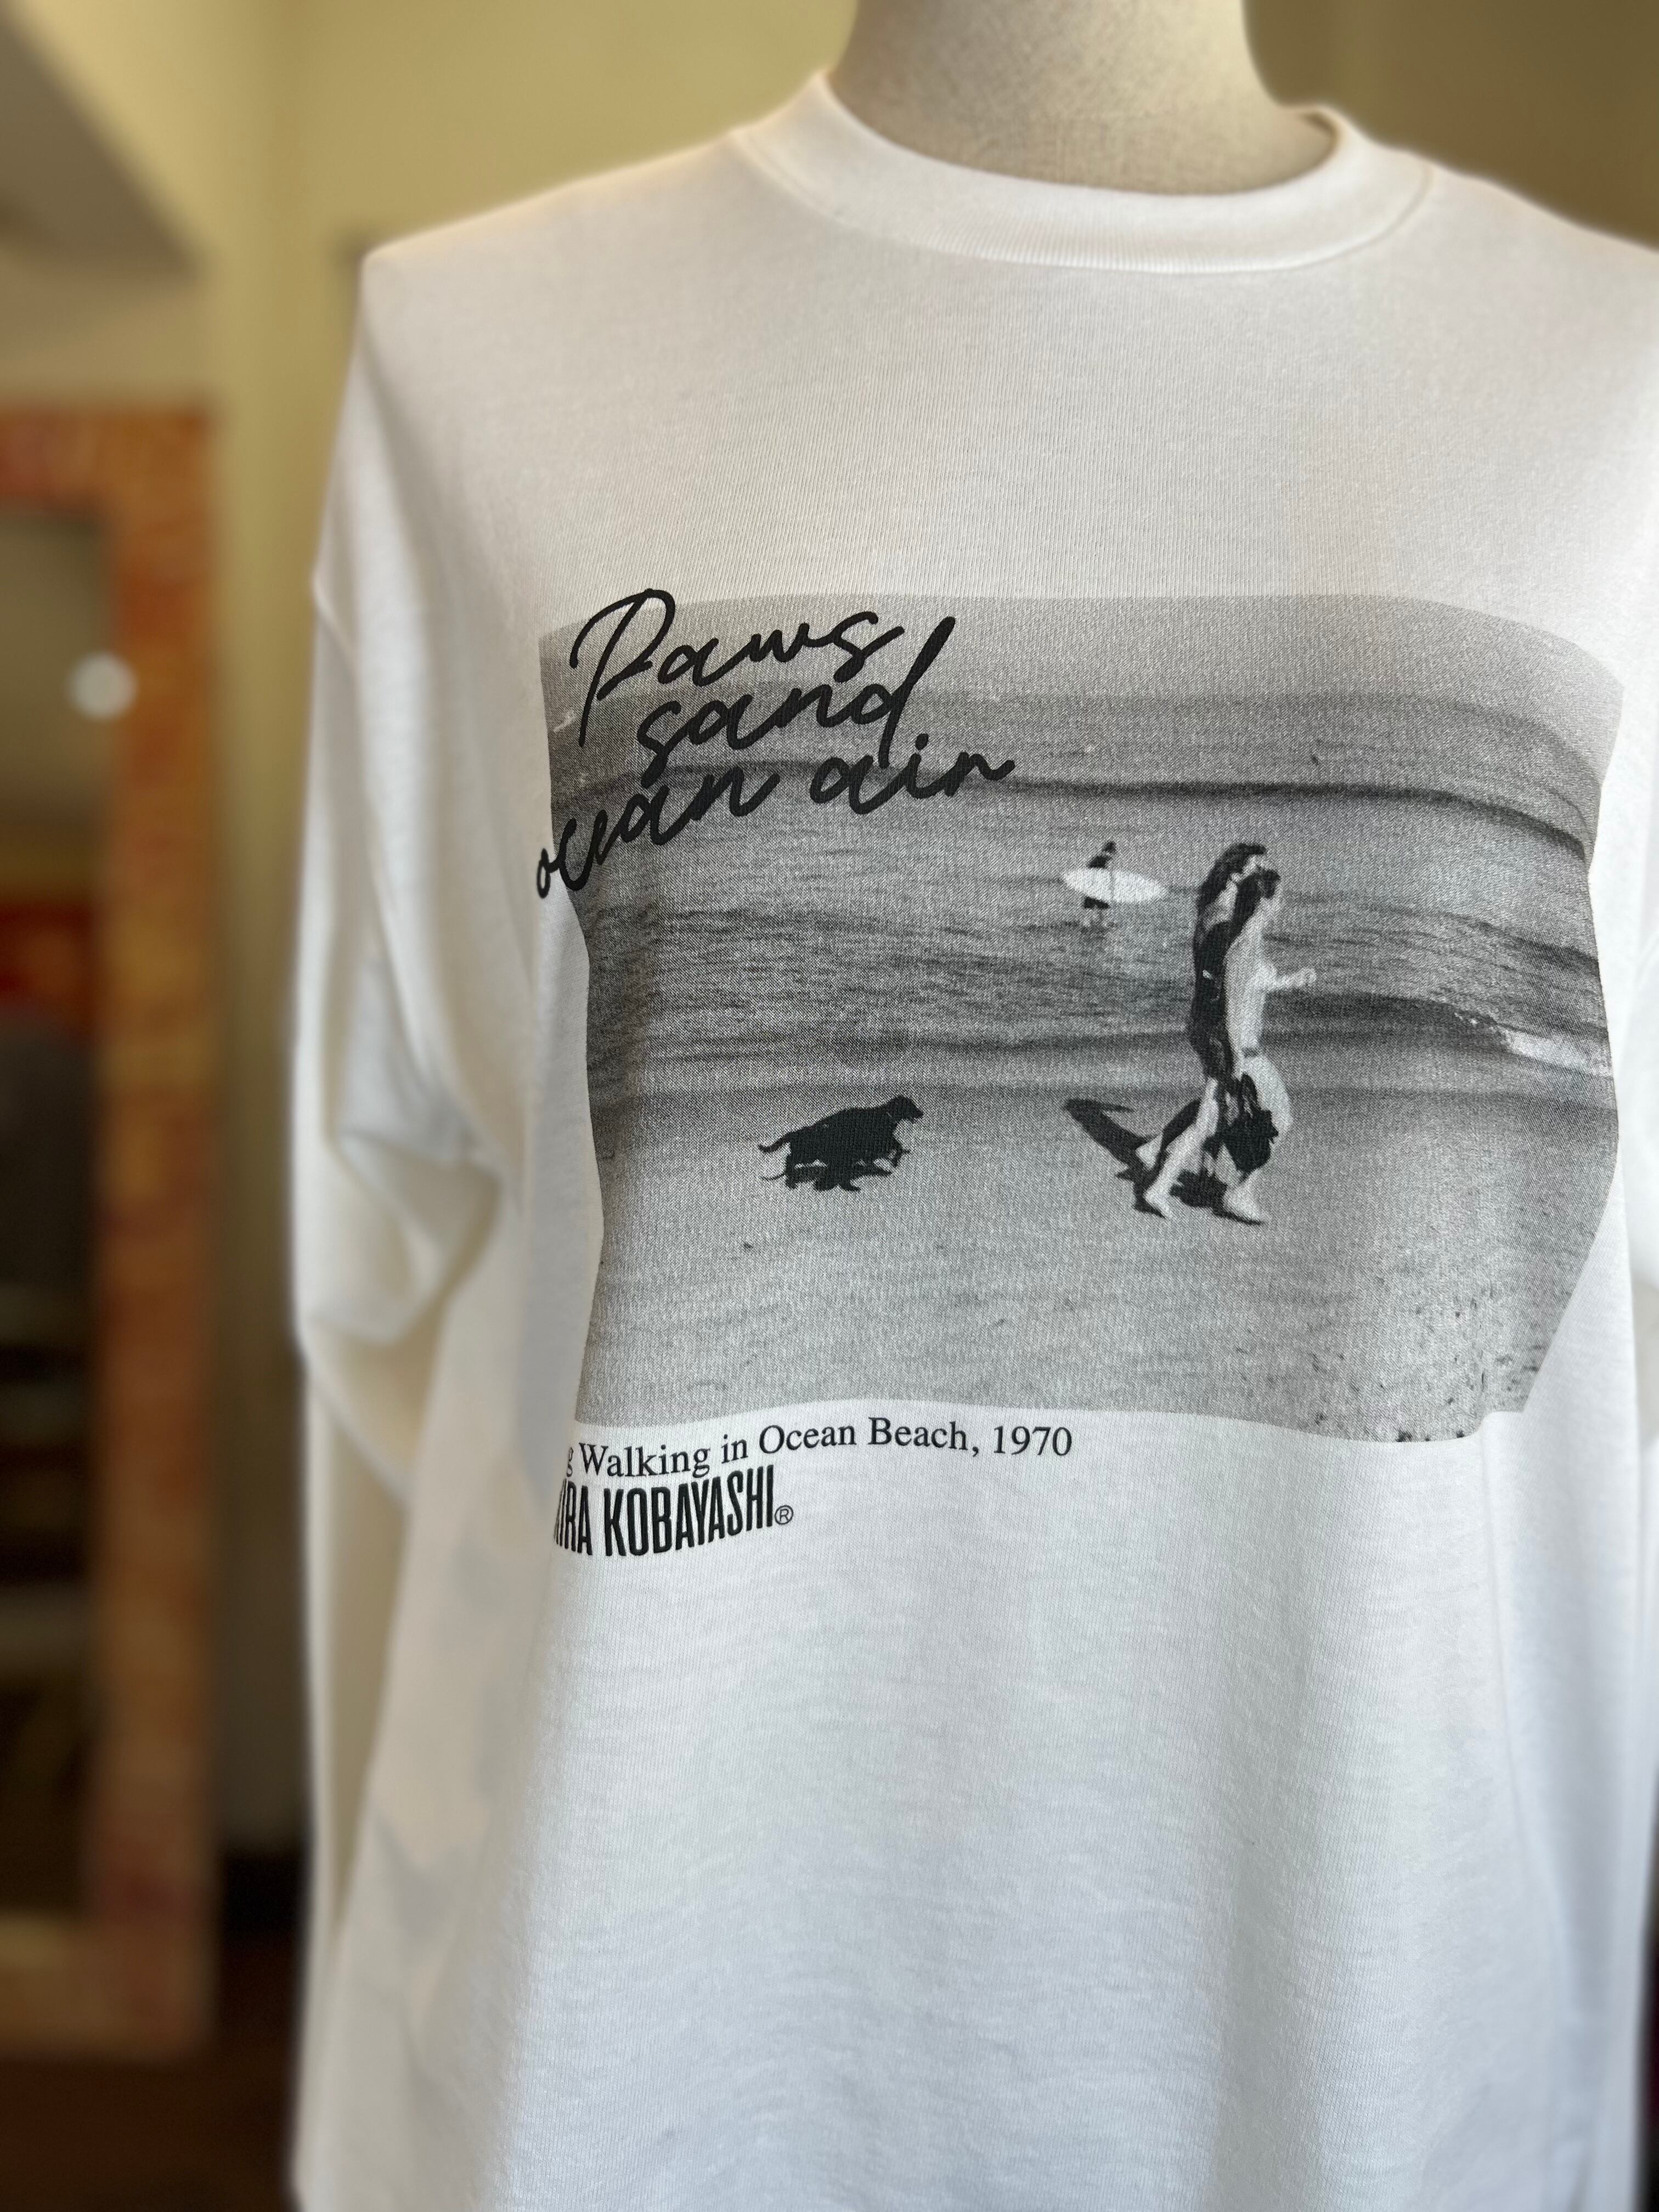 Paws
sand
ocean air
Walking in Ocean Beach, 1970
KOBAYASHI®